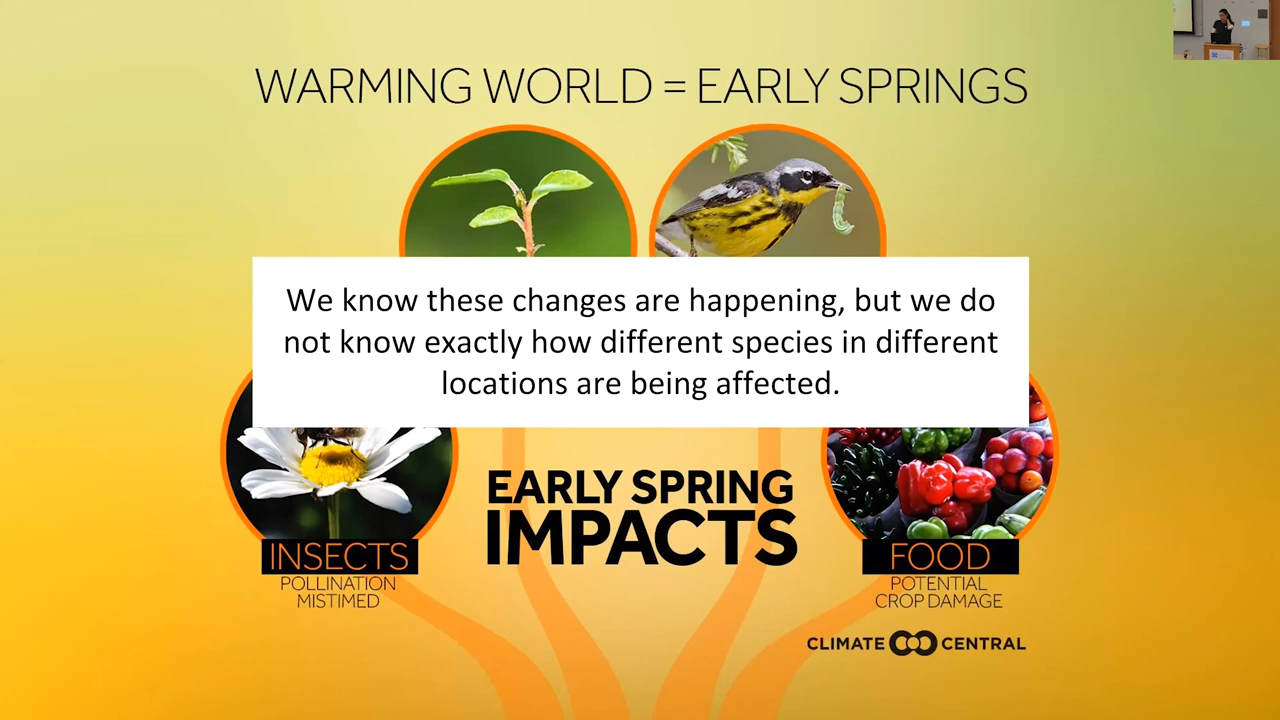 WARMING WORLD = EARLY SPRINGS
We know these changes are happening, but we do
not know exactly how different species in different
locations are being affected.
EARLY SPRING
IMPACTS
INSECTS
POLLINATION
MISTIMED
FOOD
POTENTIAL
CROP DAMAGE
CLIMATE CENTRAL